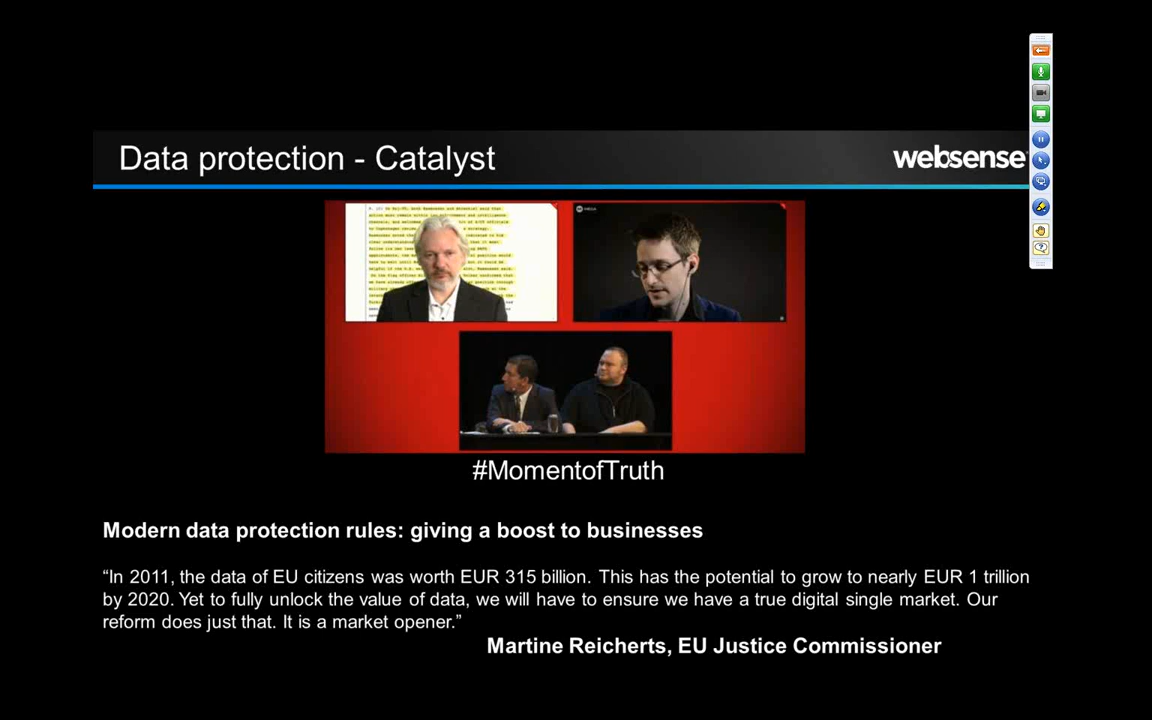 Data protection - Catalyst
websense
MEGA
#MomentofTruth
Modern data protection rules: giving a boost to businesses
“In 2011, the data of EU citizens was worth EUR 315 billion. This has the potential to grow to nearly EUR 1 trillion
by 2020. Yet to fully unlock the value of data, we will have to ensure we have a true digital single market. Our
reform does just that. It is a market opener.”
Martine Reicherts, EU Justice Commissioner